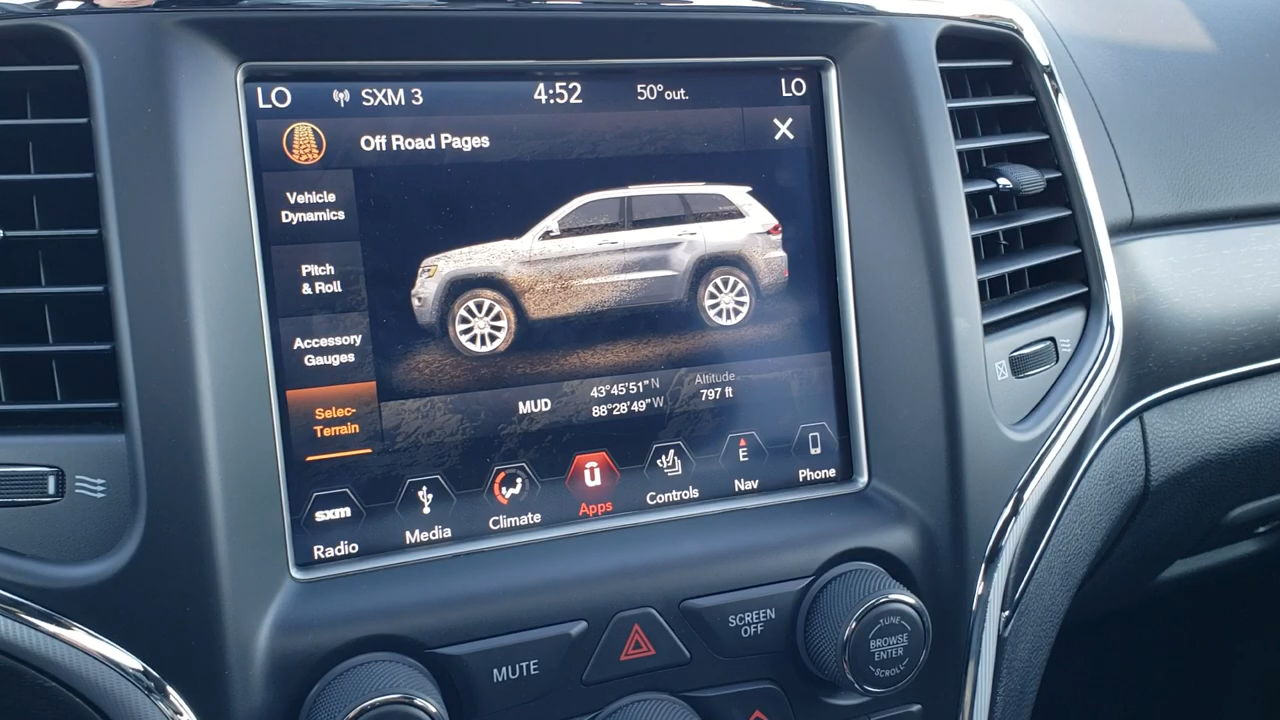 LO SXM 3 4:52 50° out. LO
Off Road Pages X
Vehicle
Dynamics
Pitch
& Roll
Accessory
Gauges
Selec-
Terrain
MUD
43°45'51" N
88°28'49" W
Altitude
797 ft
sxm
Radio
Media
Climate
Apps
Controls
E
Nav
Phone
MUTE
SCREEN
OFF
TUNE
BROWSE
ENTER
SCROLL